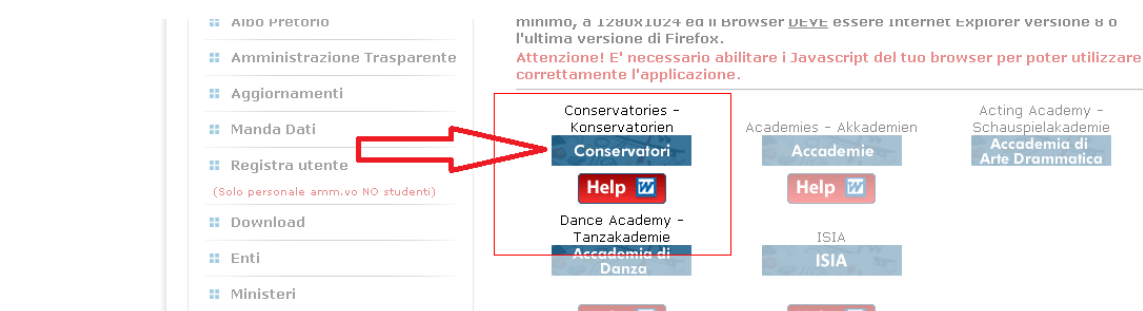 Albo Pretorio
Amministrazione Trasparente
Aggiornamenti
Manda Dati
Registra utente
(Solo personale amm.vo NO studenti)
Download
Enti
Ministeri
minimo, a 1280x1024 ed il Browser DEVE essere Internet Explorer versione 8 o
l'ultima versione di Firefox.
Attenzione! E' necessario abilitare i Javascript del tuo browser per poter utilizzare
correttamente l'applicazione.
Conservatories -
Konservatorien
Conservatori
Help
Academies - Akkademien
Accademie
Help
Acting Academy -
Schauspielakademie
Accademia di
Arte Drammatica
Dance Academy -
Tanzakademie
Accademia di
Danza
ISIA
ISIA